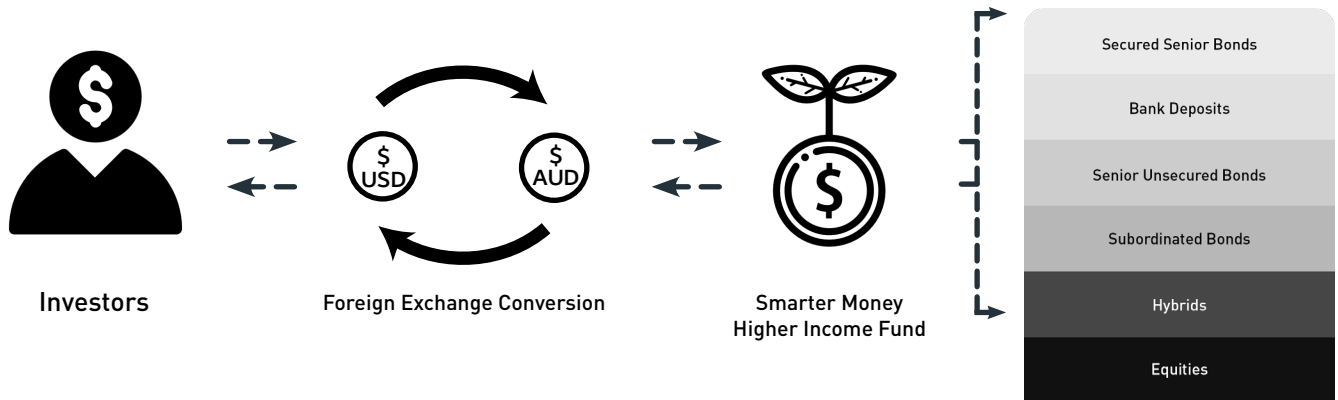 $
$
USD
$
AUD
$
Investors
Foreign Exchange Conversion
Smarter Money
Higher Income Fund
Secured Senior Bonds
Bank Deposits
Senior Unsecured Bonds
Subordinated Bonds
Hybrids
Equities